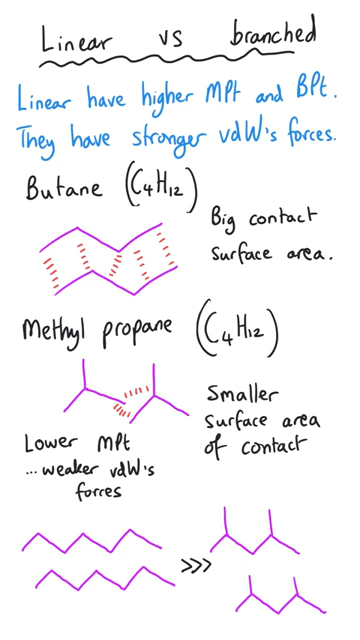 Linear vs branched
Linear have higher MPt and BPt.
They have stronger vdW's forces.
Butane (C₄H₁₂)
Big contact
surface area.
Methyl propane (C₄H₁₂)
Smaller
surface area
of contact
Lower MPt
...weaker vdW's
forces
>>>